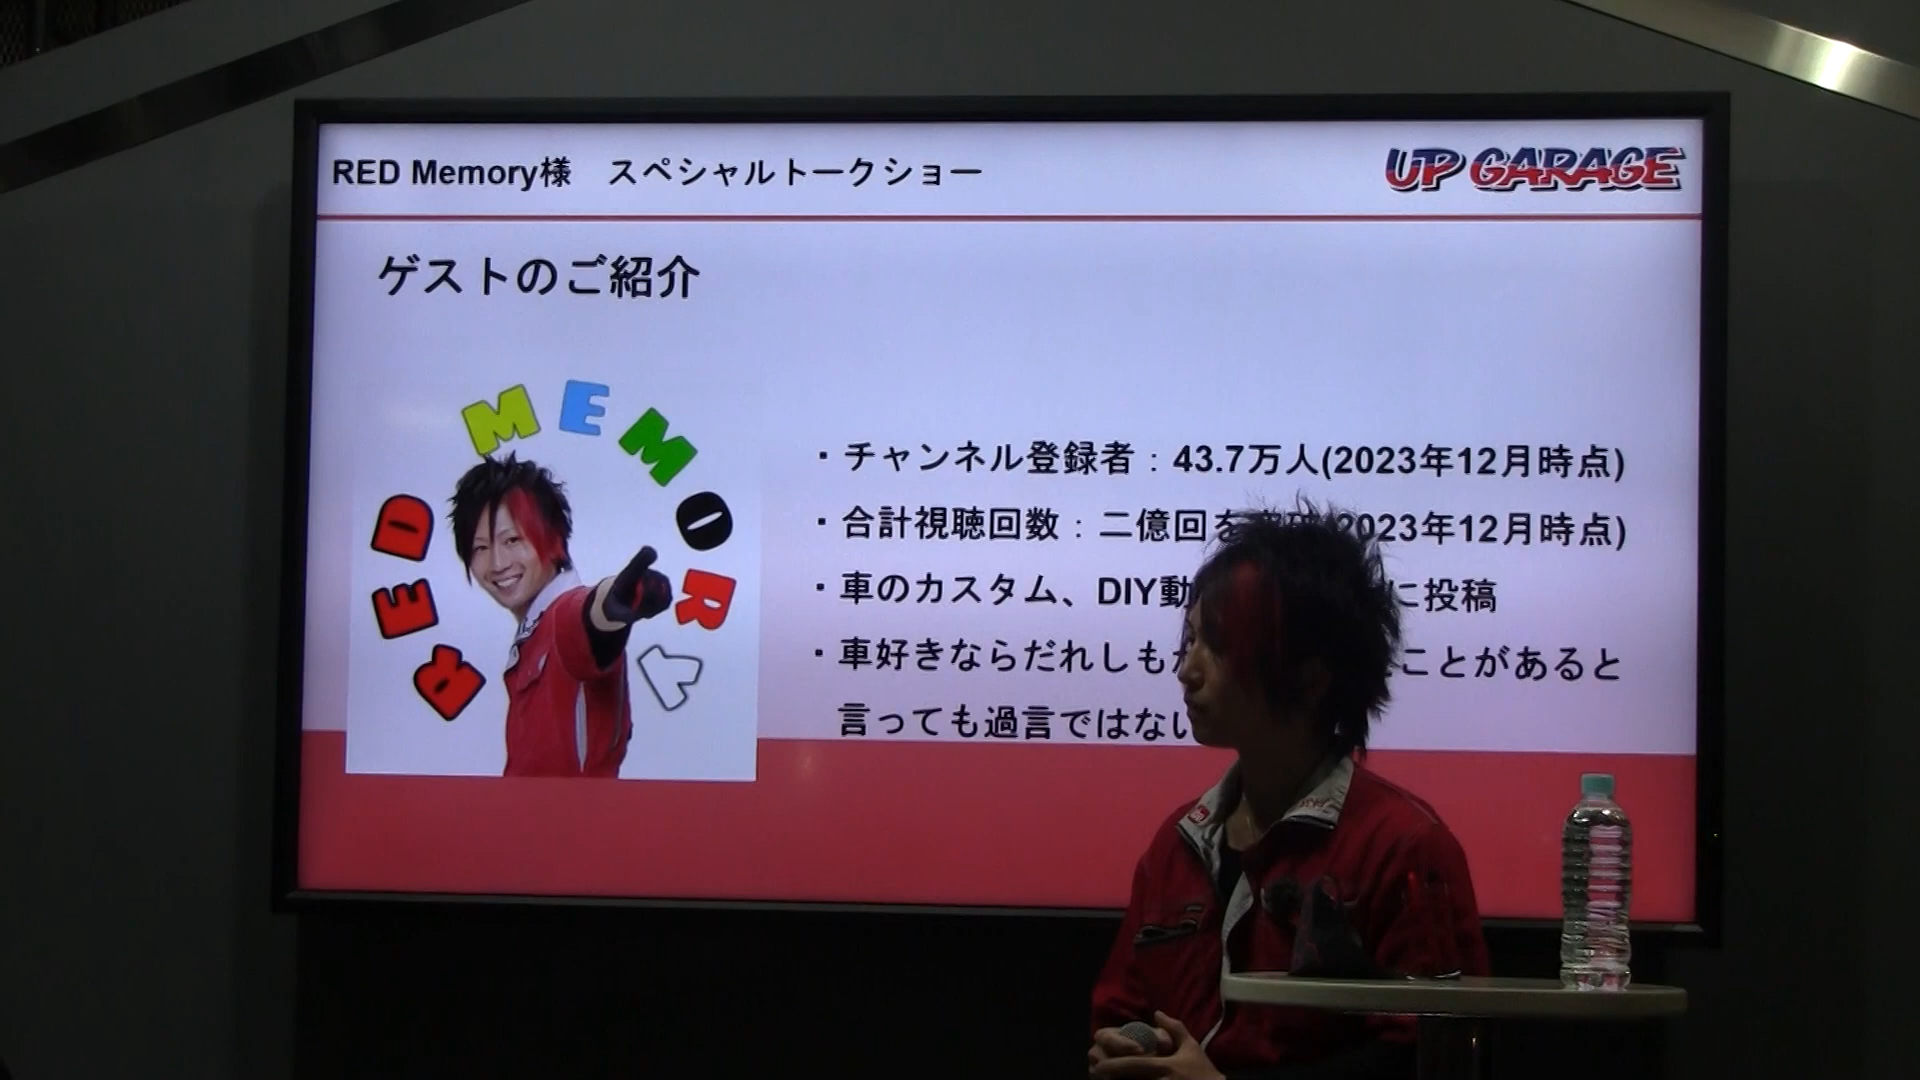 RED Memory様 スペシャルトークショー
UP GARAGE
ゲストのご紹介
RED MEMORY
・チャンネル登録者：43.7万人(2023年12月時点)
・合計視聴回数：二億回を 2023年12月時点)
・車のカスタム、DIY動 に投稿
・車好きならだれしも ことがあると
言っても過言ではない